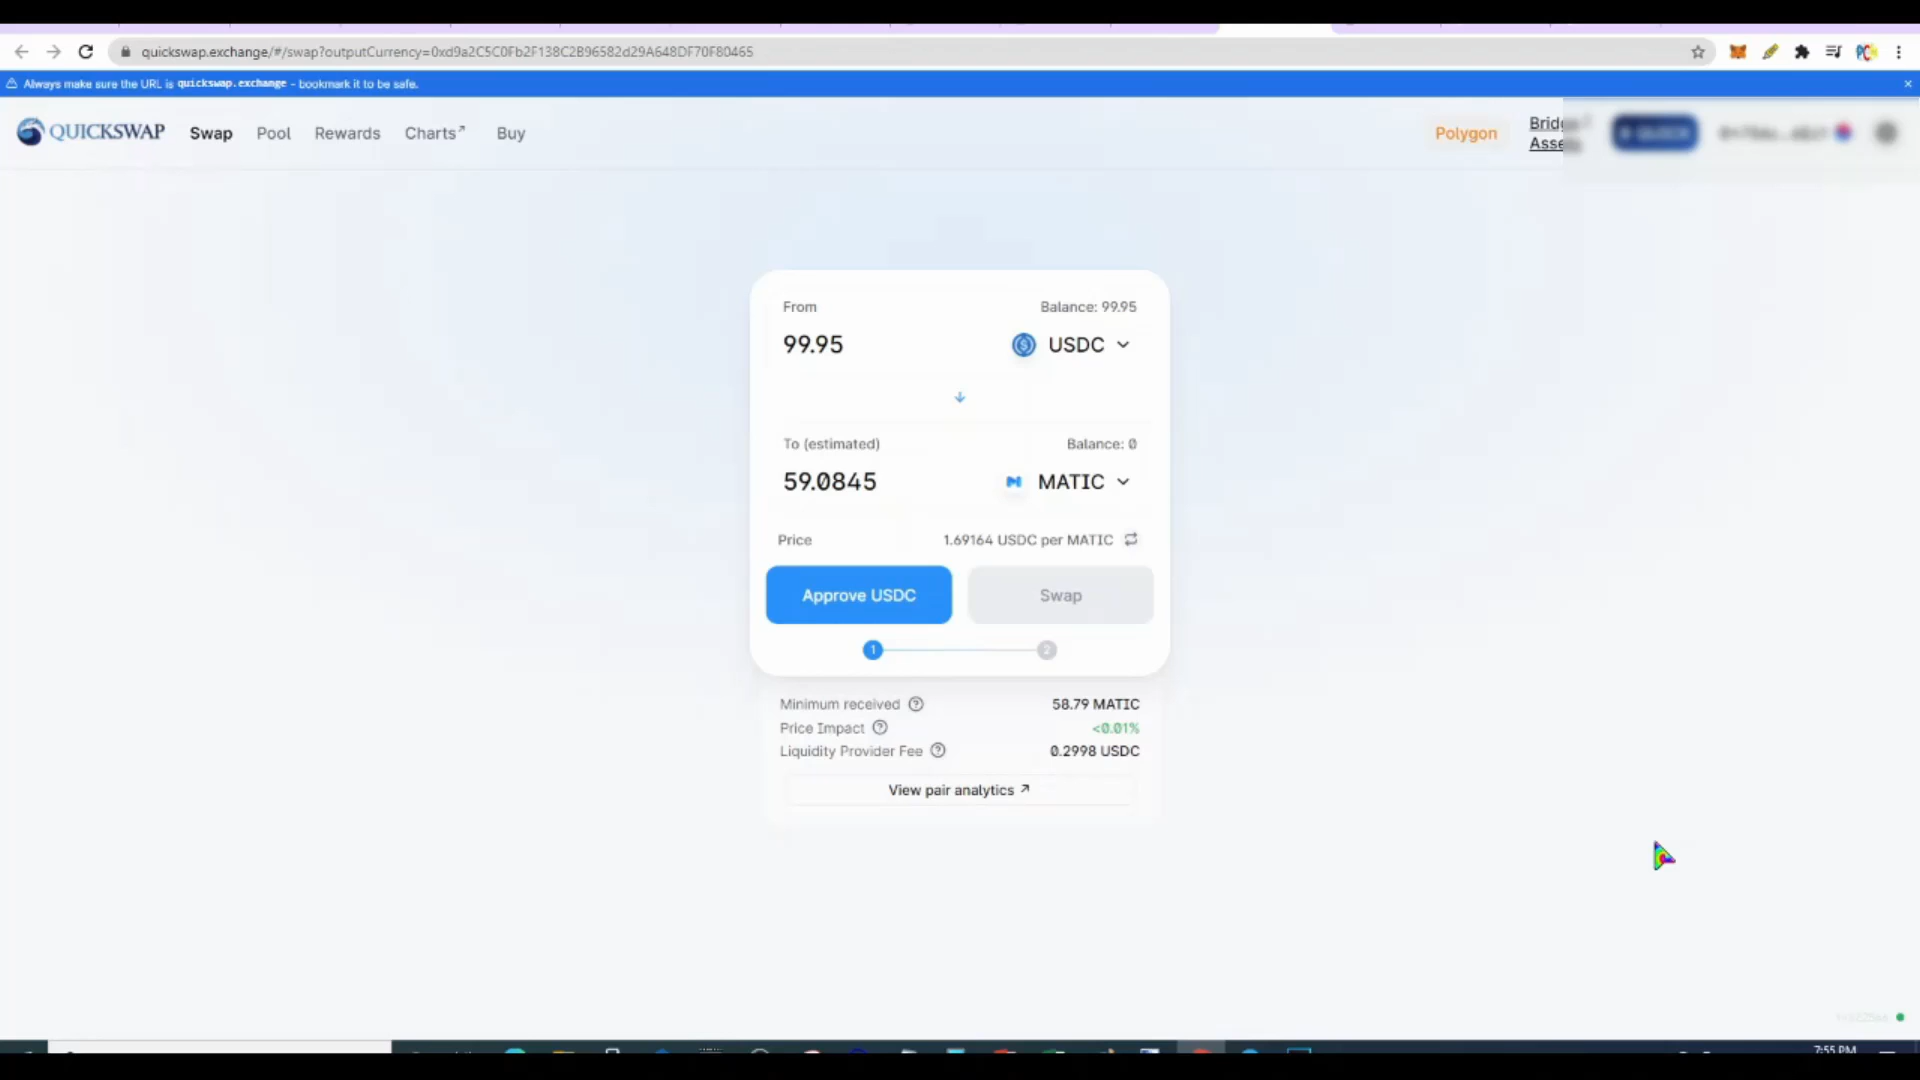 quickswap.exchange/#/swap?outputCurrency=0xd9a2C5C0Fb2F138C2B96582d29A648DF70F80465
Always make sure the URL is quickswap.exchange - bookmark it to be safe.
QUICKSWAP Swap Pool Rewards Charts↗ Buy
Polygon
From Balance: 99.95
99.95 USDC
To (estimated) Balance: 0
59.0845 MATIC
Price 1.69164 USDC per MATIC
Approve USDC Swap
1 2
Minimum received ? 58.79 MATIC
Price Impact ? <0.01%
Liquidity Provider Fee ? 0.2998 USDC
View pair analytics ↗
7:55 PM